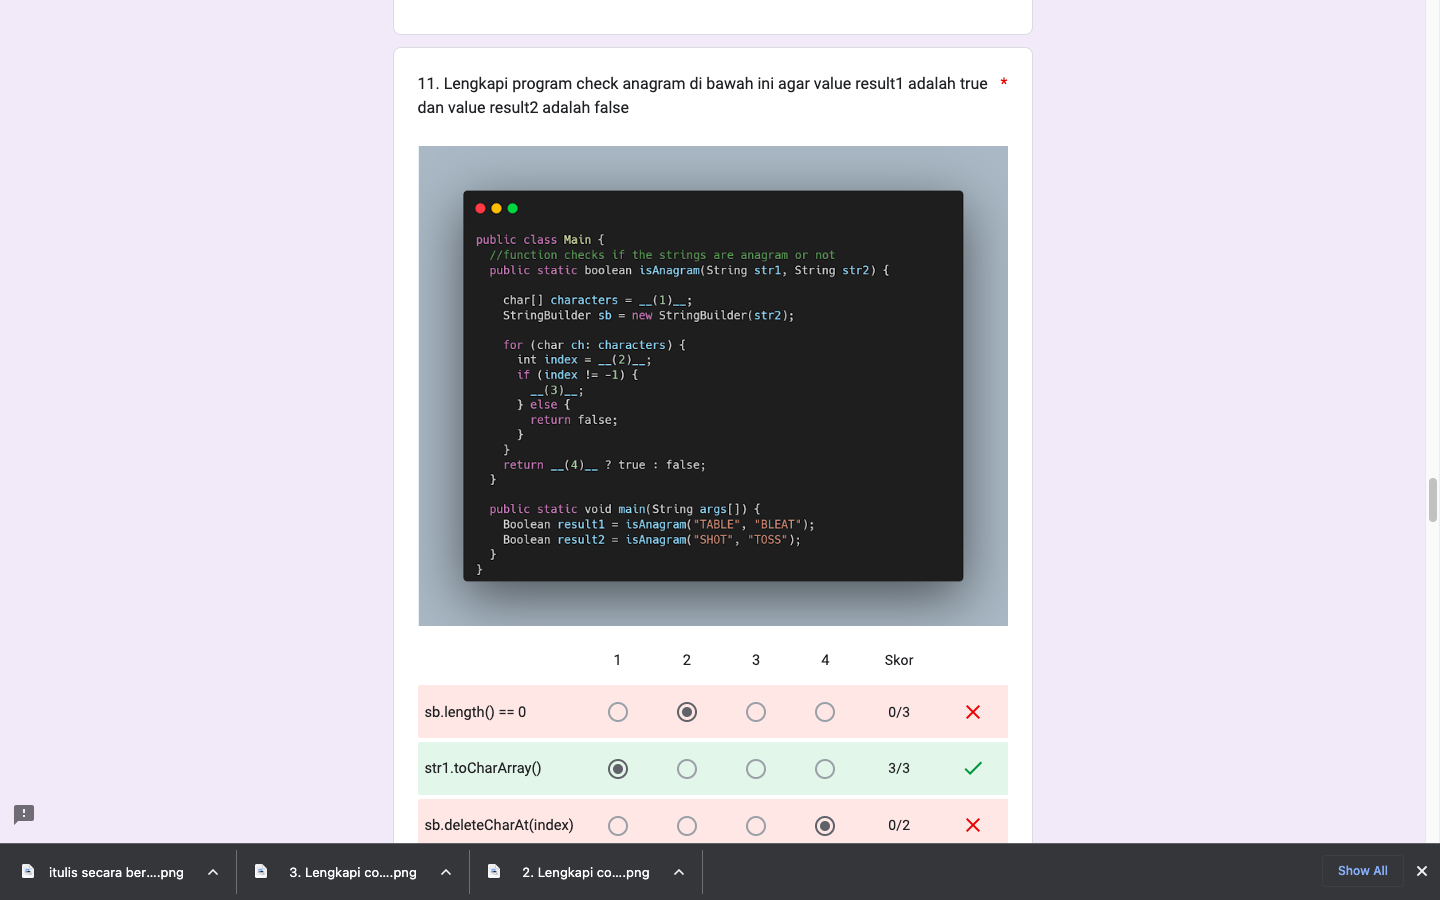 11. Lengkapi program check anagram di bawah ini agar value result1 adalah true *
dan value result2 adalah false
public class Main {
//function checks if the strings are anagram or not
public static boolean isAnagram(String str1, String str2) {
char[] characters = __(1)__;
StringBuilder sb = new StringBuilder(str2);
for (char ch: characters) {
int index = __(2)__;
if (index != -1) {
__(3)__;
} else {
return false;
}
}
return __(4)__ ? true : false;
}
public static void main(String args[]) {
Boolean result1 = isAnagram("TABLE", "BLEAT");
Boolean result2 = isAnagram("SHOT", "TOSS");
}
}
1 2 3 4 Skor
sb.length() == 0 0/3
str1.toCharArray() 3/3
sb.deleteCharAt(index) 0/2
itulis secara ber....png 3. Lengkapi co....png 2. Lengkapi co....png Show All